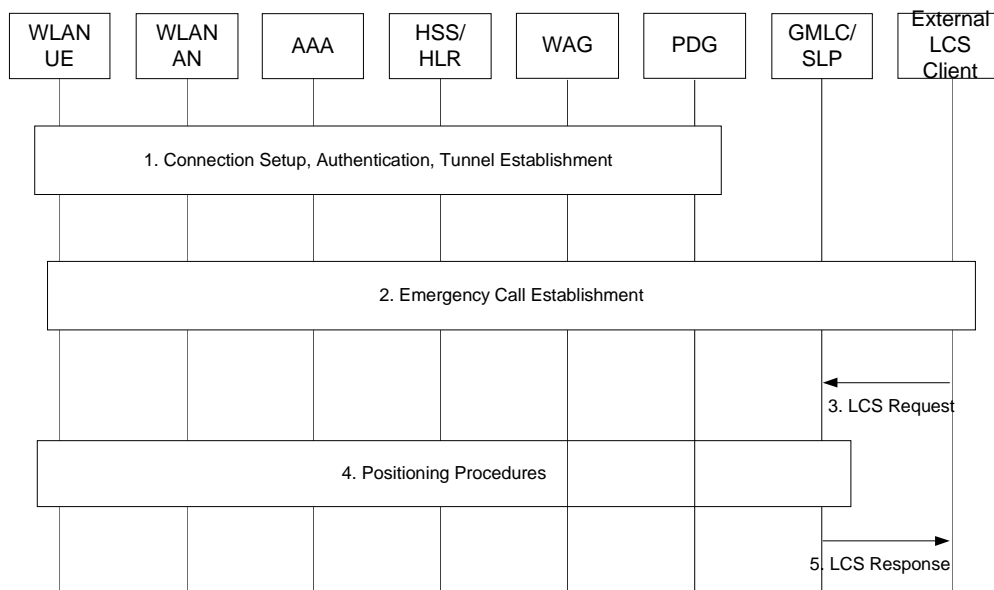 WLAN
UE
WLAN
AN
AAA
HSS/
HLR
WAG
PDG
GMLC/
SLP
External
LCS
Client
1. Connection Setup, Authentication, Tunnel Establishment
2. Emergency Call Establishment
3. LCS Request
4. Positioning Procedures
5. LCS Response